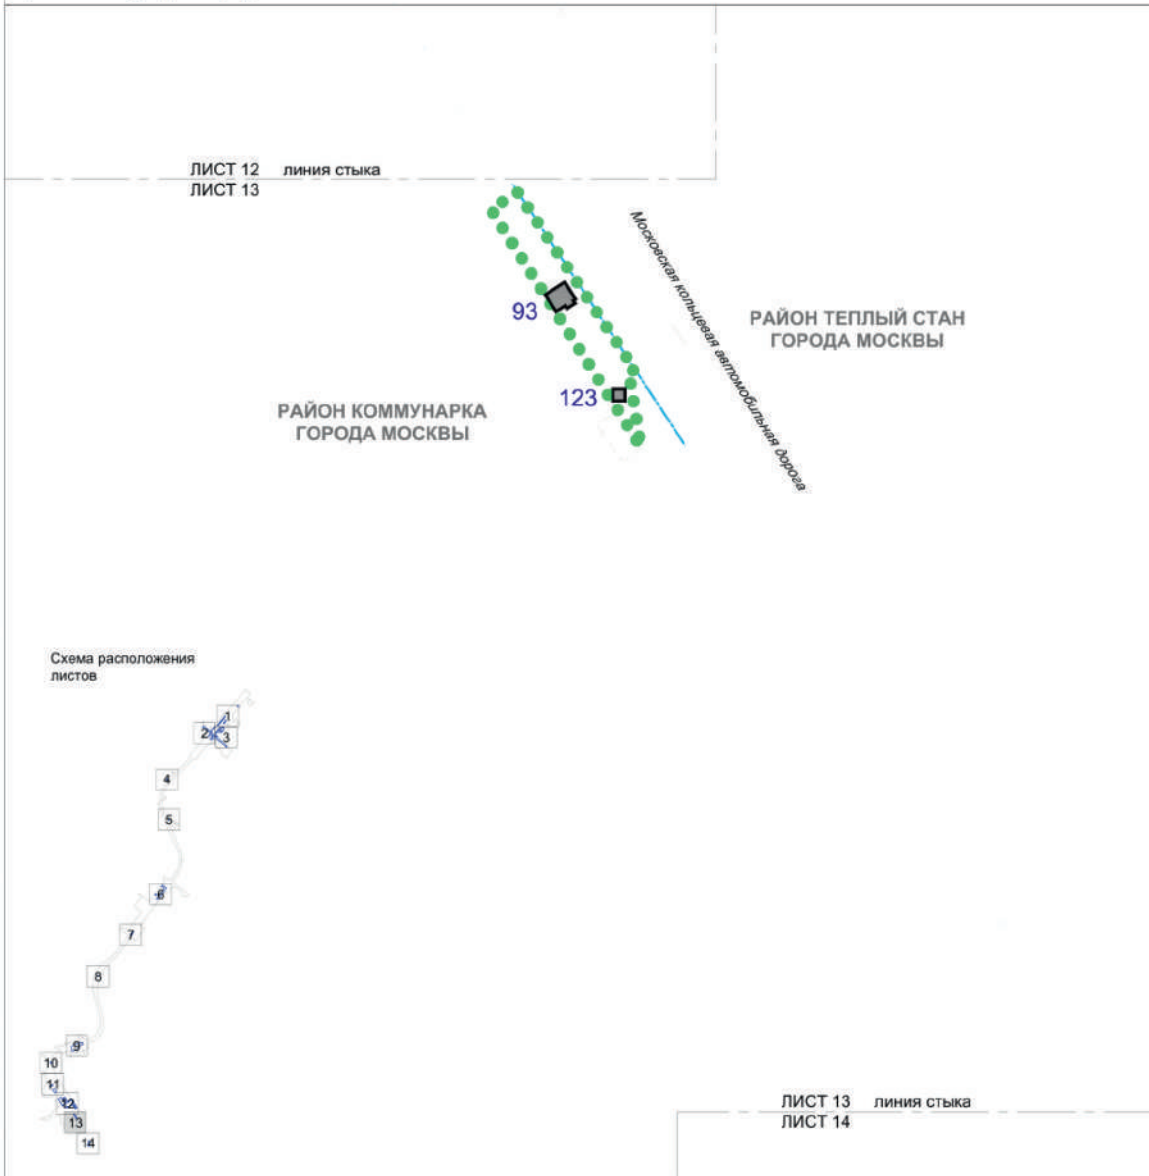 ЛИСТ 12 линия стыка
ЛИСТ 13
Московская кольцевая автомобильная дорога
93
РАЙОН ТЕПЛЫЙ СТАН
ГОРОДА МОСКВЫ
123
РАЙОН КОММУНАРКА
ГОРОДА МОСКВЫ
Схема расположения
листов
1
2
3
4
5
6
7
8
9
10
11
12
13
14
ЛИСТ 13 линия стыка
ЛИСТ 14